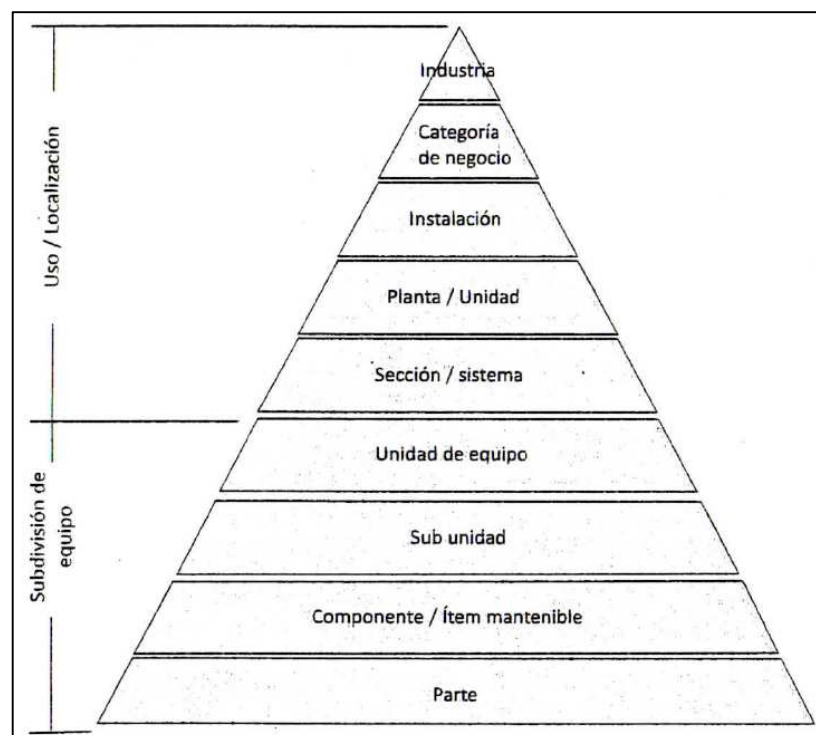 Industria
Categoría
de negocio
Instalación
Planta / Unidad
Sección / sistema
Unidad de equipo
Sub unidad
Componente / Ítem mantenible
Parte
Uso / Localización
Subdivisión de
equipo